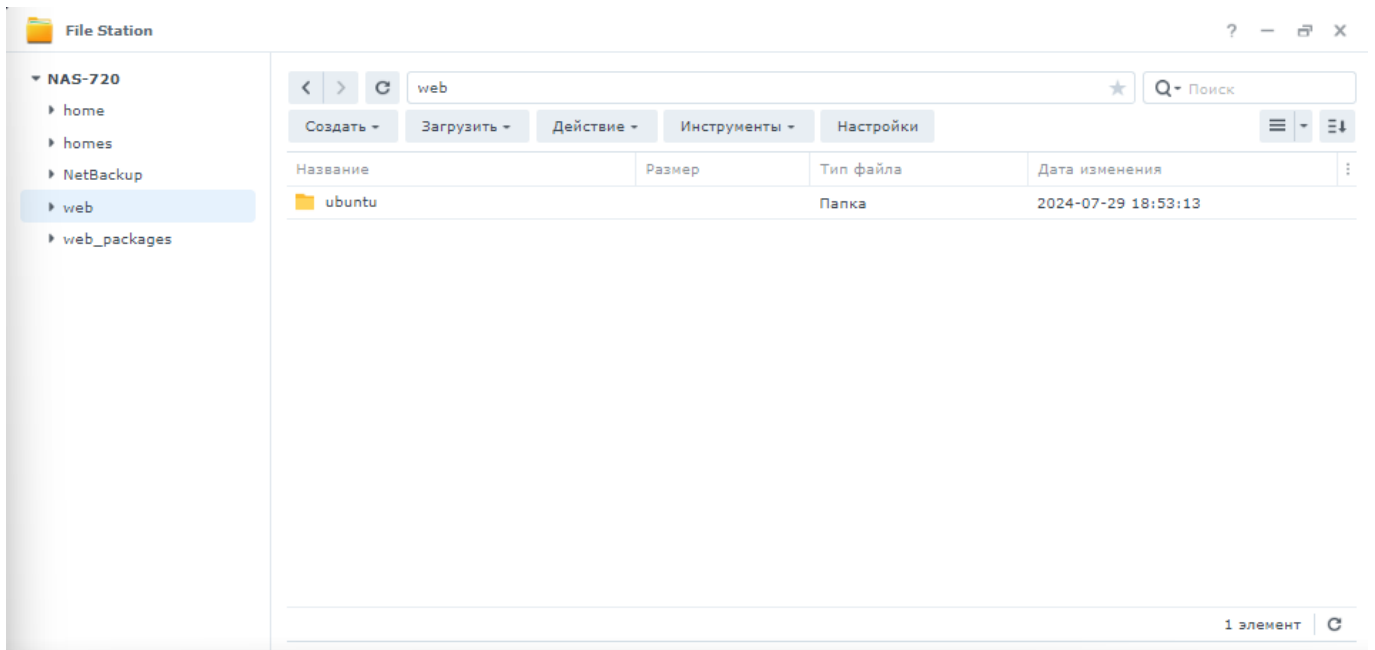 File Station
NAS-720
home
homes
NetBackup
web
web_packages
web
Поиск
Создать Загрузить Действие Инструменты Настройки
Название Размер Тип файла Дата изменения
ubuntu Папка 2024-07-29 18:53:13
1 элемент